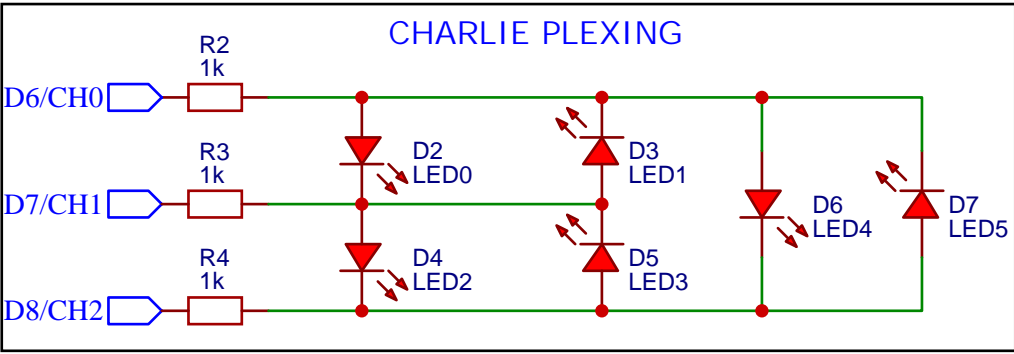 CHARLIE PLEXING
R2
1k
D6/CH0
D2
LED0
D3
LED1
R3
1k
D7/CH1
D6
LED4
D7
LED5
R4
1k
D4
LED2
D5
LED3
D8/CH2